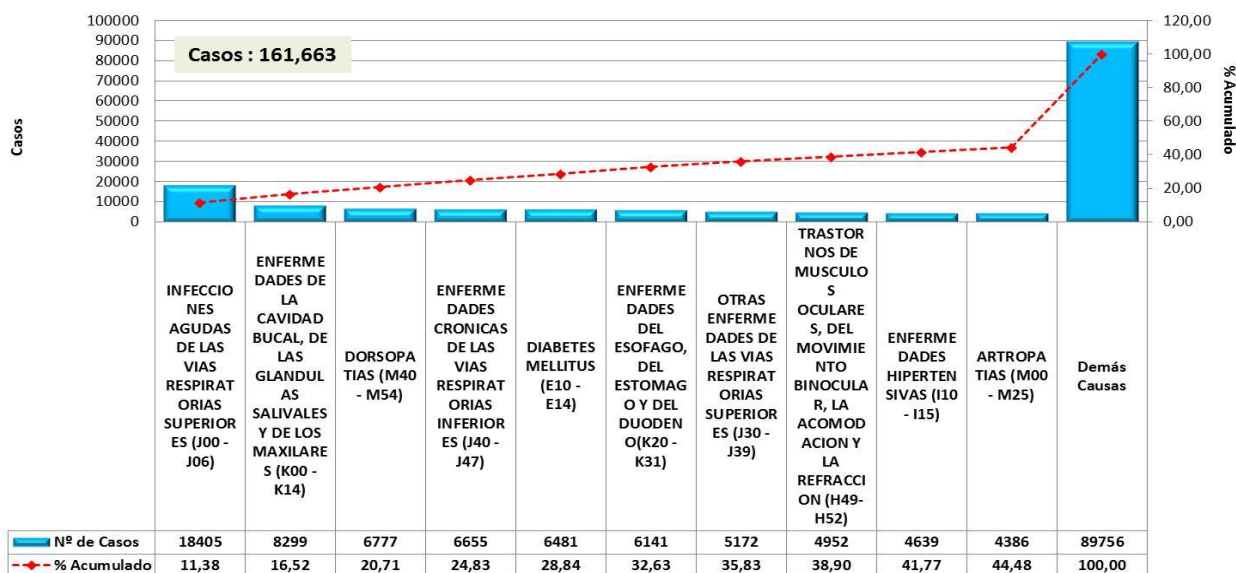 Casos : 161,663
Casos
100000
90000
80000
70000
60000
50000
40000
30000
20000
10000
0
120,00
100,00
80,00
60,00
40,00
20,00
0,00
% Acumulado
INFECCIO
NES
AGUDAS
DE LAS
VIAS
RESPIRAT
ORIAS
SUPERIOR
ES (J00 -
J06)
ENFERME
DADES DE
LA
CAVIDAD
BUCAL, DE
LAS
GLANDUL
AS
SALIVALES
Y DE LOS
MAXILARE
S (K00 -
K14)
DORSOPA
TIAS (M40
- M54)
ENFERME
DADES
CRONICAS
DE LAS
VIAS
RESPIRAT
ORIAS
INFERIOR
ES (J40 -
J47)
DIABETES
MELLITUS
(E10 -
E14)
ENFERME
DADES
DEL
ESOFAGO,
DEL
ESTOMAG
O Y DEL
DUODEN
O(K20 -
K31)
OTRAS
ENFERME
DADES DE
LAS VIAS
RESPIRAT
ORIAS
SUPERIOR
ES (J30 -
J39)
TRASTOR
NOS DE
MUSCULO
S
OCULARE
S, DEL
MOVIMIE
NTO
BINOCULA
R, LA
ACOMOD
ACION Y
LA
REFRACCI
ON (H49-
H52)
ENFERME
DADES
HIPERTEN
SIVAS (I10
- I15)
ARTROPA
TIAS (M00
- M25)
Demás
Causas
Nº de Casos 18405 8299 6777 6655 6481 6141 5172 4952 4639 4386 89756
% Acumulado 11,38 16,52 20,71 24,83 28,84 32,63 35,83 38,90 41,77 44,48 100,00